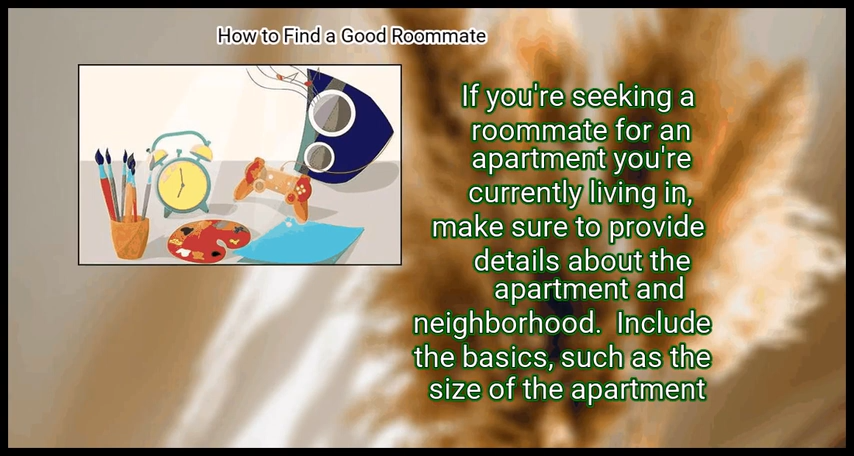 How to Find a Good Roommate
If you're seeking a
roommate for an
apartment you're
currently living in,
make sure to provide
details about the
apartment and
neighborhood.  Include
the basics, such as the
size of the apartment